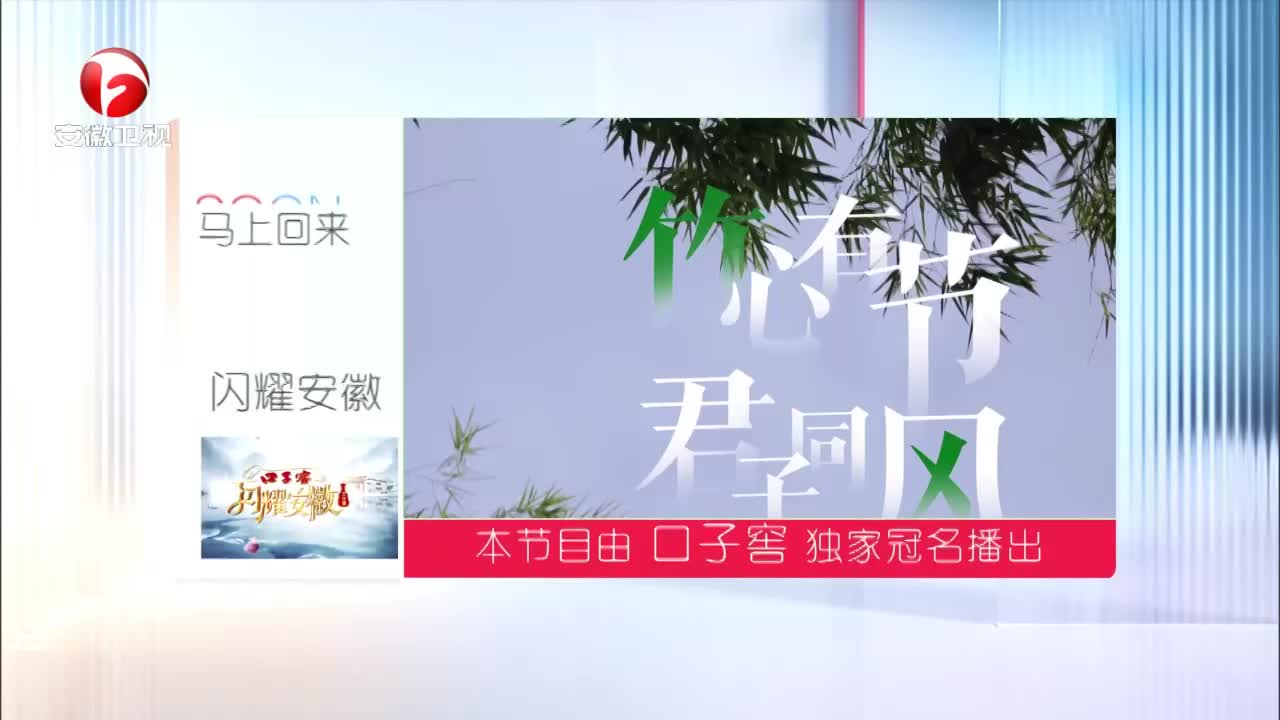 安徽卫视
马上回来
闪耀安徽
口子窖
闪耀安徽
竹心有节
君子同风
本节目由 口子窖 独家冠名播出